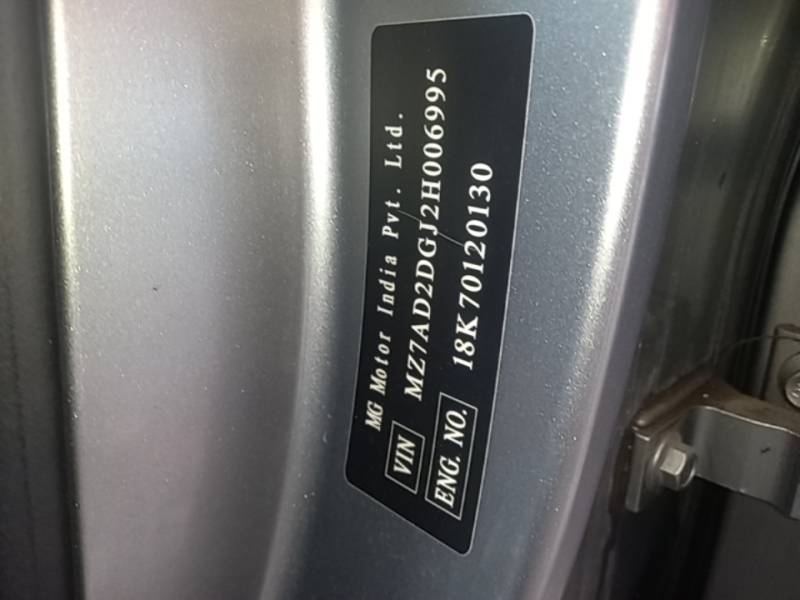 MG Motor India Pvt. Ltd.
VIN MZ7AD2DGJ2H006995
ENG. NO. 18K70120130